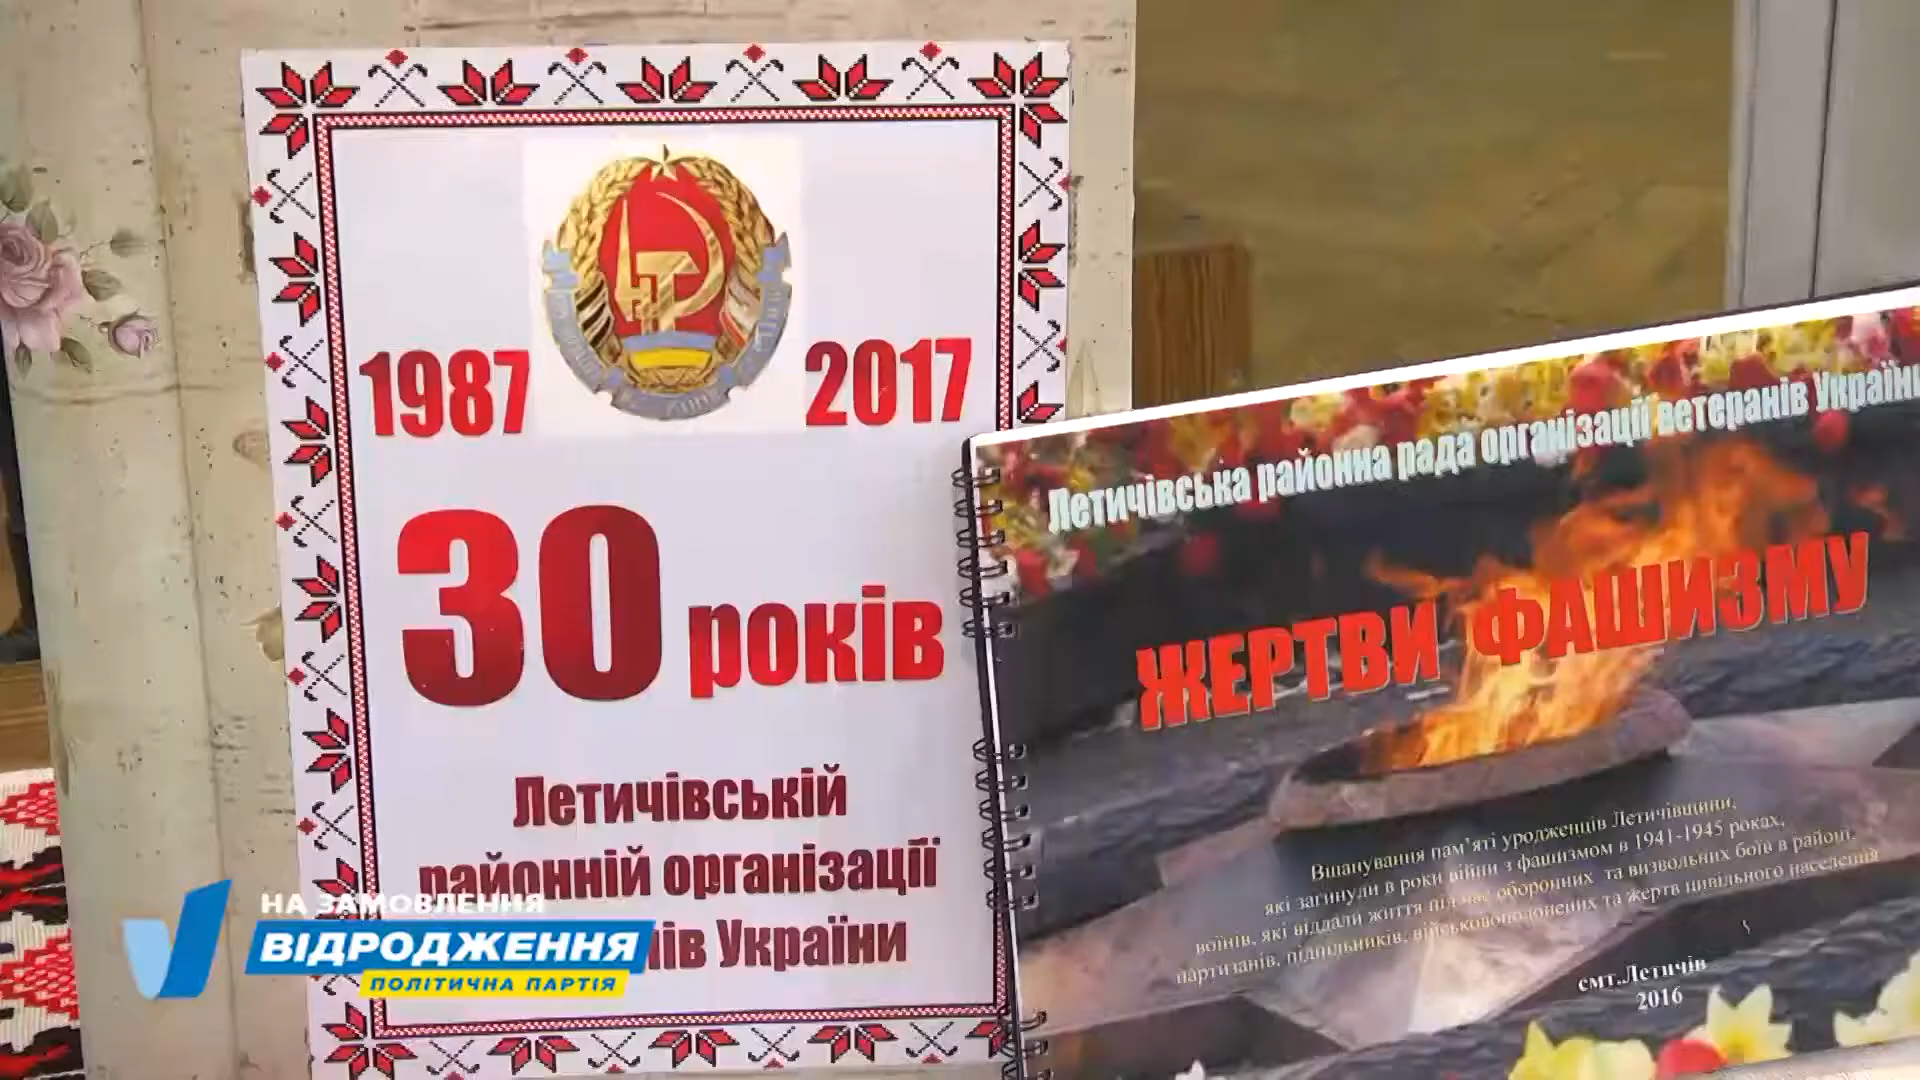 1987
2017
30 років
Летичівській
районній організації
ів України
Летичівська районна рада організації ветеранів України
ЖЕРТВИ ФАШИЗМУ
Вшанування пам’яті уродженців Летичівщини,
які загинули в роки війни з фашизмом в 1941-1945 роках,
воїнів, які віддали життя під час оборонних та визвольних боїв в районі,
партизанів, підпільників, військовополонених та жертв цивільного населення
смт.Летичів
2016
НА ЗАМОВЛЕННЯ
ВІДРОДЖЕННЯ
ПОЛІТИЧНА ПАРТІЯ